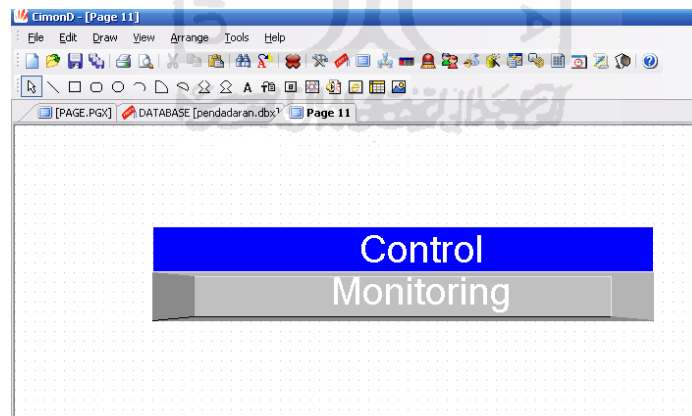 CimonD - [Page 11]
File Edit Draw View Arrange Tools Help
[PAGE.PGX] DATABASE [pendadaran.dbx] Page 11
Control
Monitoring